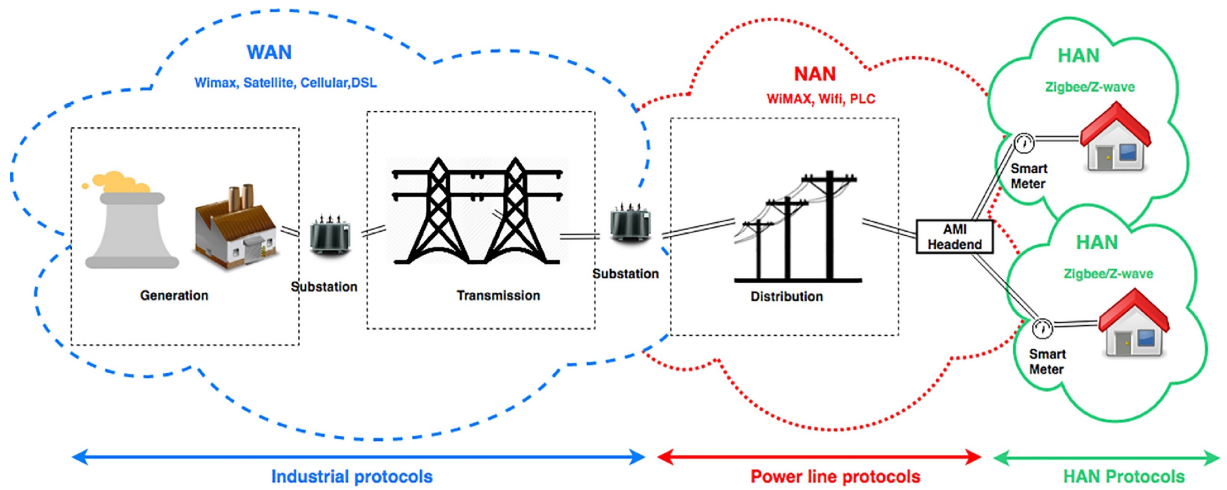 WAN
Wimax, Satellite, Cellular,DSL
NAN
WiMAX, Wifi, PLC
HAN
Zigbee/Z-wave
Smart
Meter
AMI
Headend
HAN
Zigbee/Z-wave
Generation
Substation
Transmission
Substation
Distribution
Smart
Meter
Industrial protocols
Power line protocols
HAN Protocols